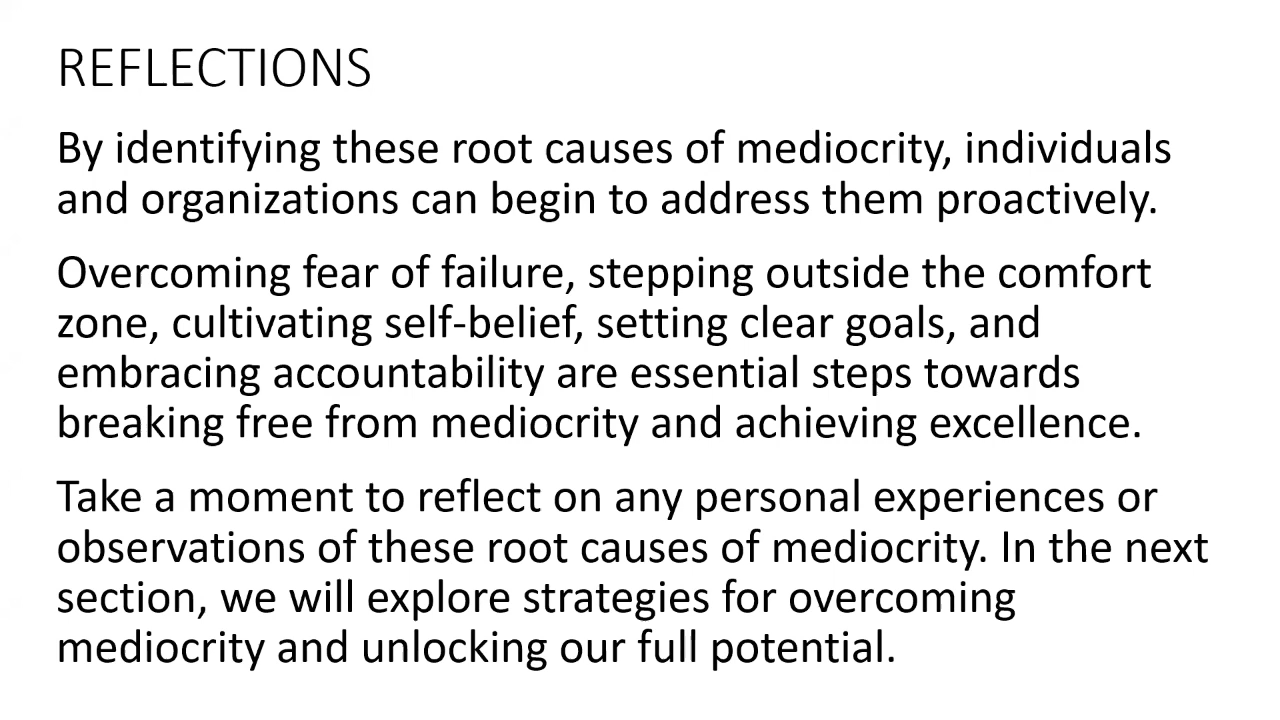 REFLECTIONS
By identifying these root causes of mediocrity, individuals
and organizations can begin to address them proactively.
Overcoming fear of failure, stepping outside the comfort
zone, cultivating self-belief, setting clear goals, and
embracing accountability are essential steps towards
breaking free from mediocrity and achieving excellence.
Take a moment to reflect on any personal experiences or
observations of these root causes of mediocrity. In the next
section, we will explore strategies for overcoming
mediocrity and unlocking our full potential.